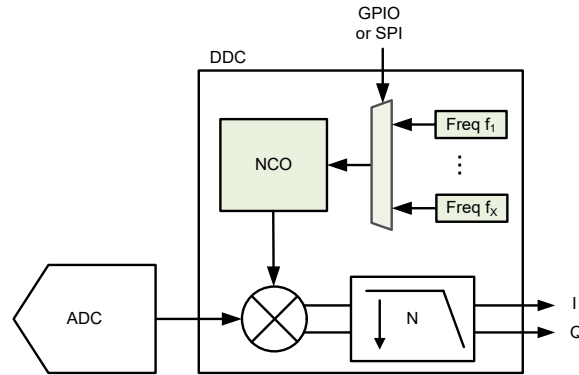 GPIO
or SPI
DDC
Freq f1
NCO
⋮
Freq fX
ADC
N
I
Q